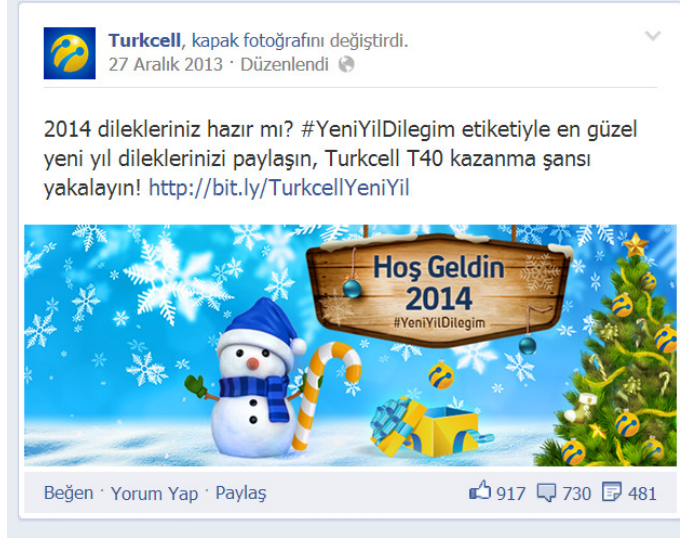 Turkcell, kapak fotoğrafını değiştirdi.
27 Aralık 2013 · Düzenlendi
2014 dilekleriniz hazır mı? #YeniYilDilegim etiketiyle en güzel
yeni yıl dileklerinizi paylaşın, Turkcell T40 kazanma şansı
yakalayın! http://bit.ly/TurkcellYeniYil
Hoş Geldin
2014
#YeniYilDilegim
Beğen · Yorum Yap · Paylaş 917 730 481